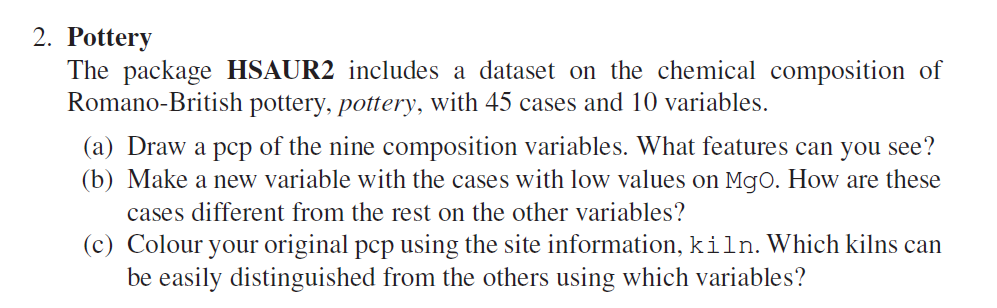 2. Pottery
The package HSAUR2 includes a dataset on the chemical composition of
Romano-British pottery, pottery, with 45 cases and 10 variables.
(a) Draw a pcp of the nine composition variables. What features can you see?
(b) Make a new variable with the cases with low values on MgO. How are these
cases different from the rest on the other variables?
(c) Colour your original pcp using the site information, kiln. Which kilns can
be easily distinguished from the others using which variables?